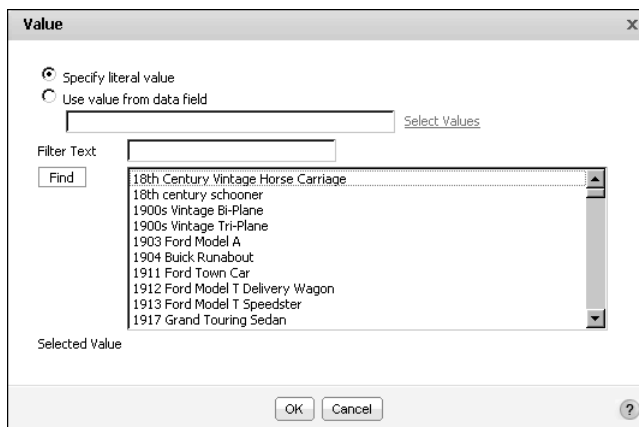 Value x
Specify literal value
Use value from data field
Select Values
Filter Text
Find
18th Century Vintage Horse Carriage
18th century schooner
1900s Vintage Bi-Plane
1900s Vintage Tri-Plane
1903 Ford Model A
1904 Buick Runabout
1911 Ford Town Car
1912 Ford Model T Delivery Wagon
1913 Ford Model T Speedster
1917 Grand Touring Sedan
Selected Value
OK Cancel ?